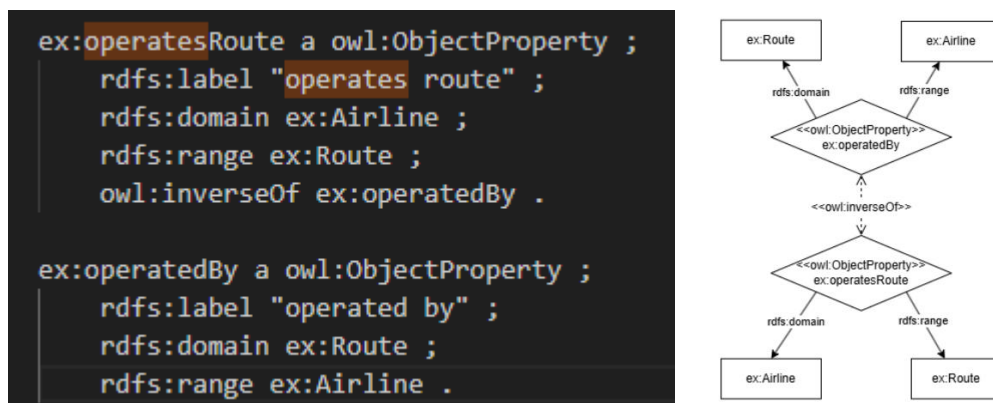 ex:operatesRoute a owl:ObjectProperty ;
rdfs:label "operates route" ;
rdfs:domain ex:Airline ;
rdfs:range ex:Route ;
owl:inverseOf ex:operatedBy .
ex:operatedBy a owl:ObjectProperty ;
rdfs:label "operated by" ;
rdfs:domain ex:Route ;
rdfs:range ex:Airline .
ex:Route
ex:Airline
rdfs:domain
rdfs:range
<<owl:ObjectProperty>>
ex:operatedBy
<<owl:inverseOf>>
<<owl:ObjectProperty>>
ex:operatesRoute
rdfs:domain
rdfs:range
ex:Airline
ex:Route